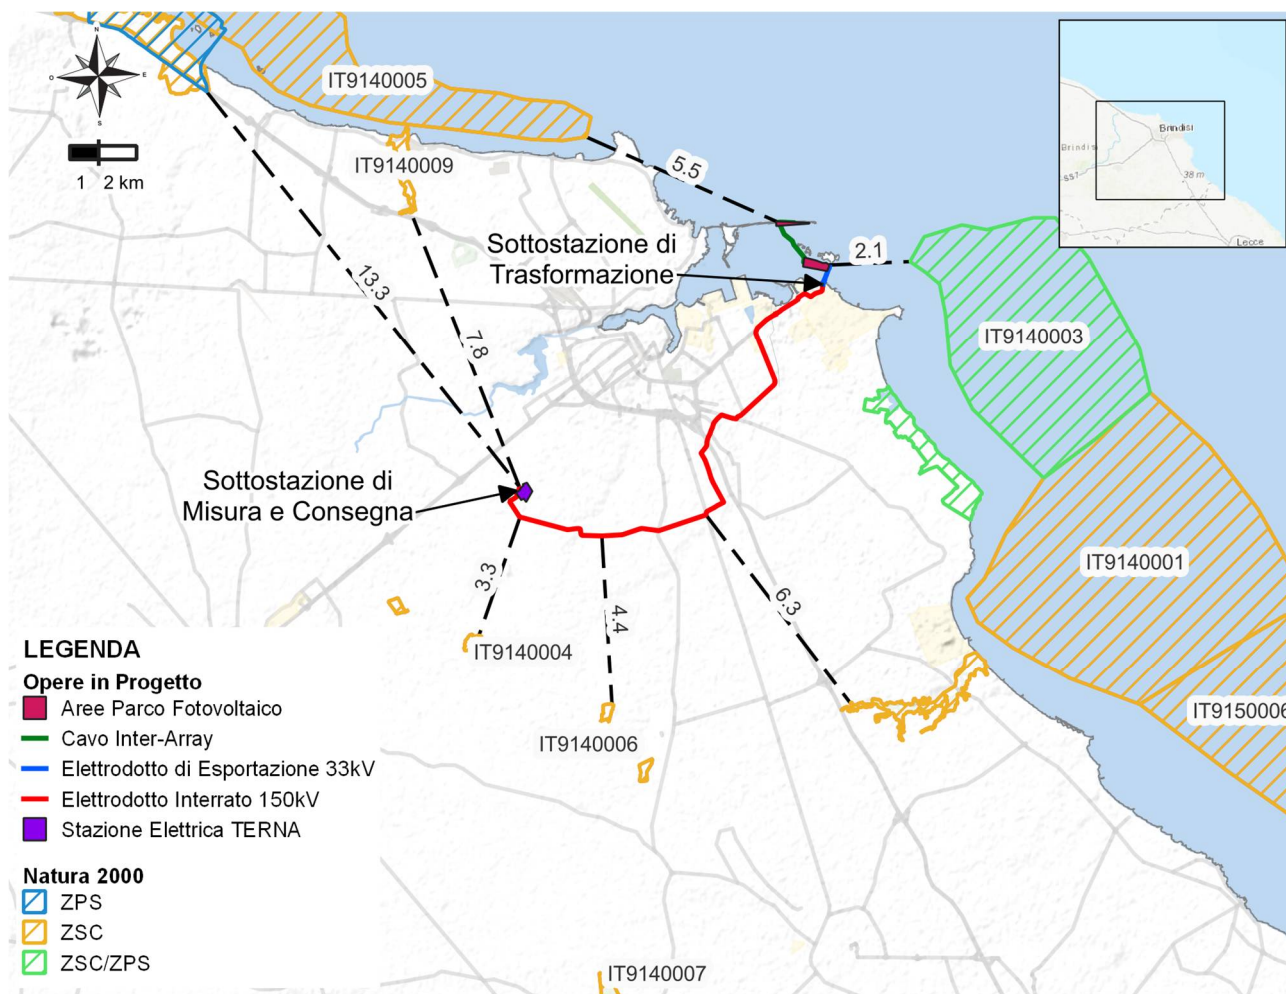 N
O
E
S
1 2 km
IT9140005
IT9140009
5.5
Sottostazione di
Trasformazione
2.1
13.3
7.8
IT9140003
Sottostazione di
Misura e Consegna
IT9140001
3.3
4.4
6.3
IT9140004
IT9140006
IT9150006
IT9140007
Brindisi
38 m
Lecce
LEGENDA
Opere in Progetto
Aree Parco Fotovoltaico
Cavo Inter-Array
Elettrodotto di Esportazione 33kV
Elettrodotto Interrato 150kV
Stazione Elettrica TERNA
Natura 2000
ZPS
ZSC
ZSC/ZPS